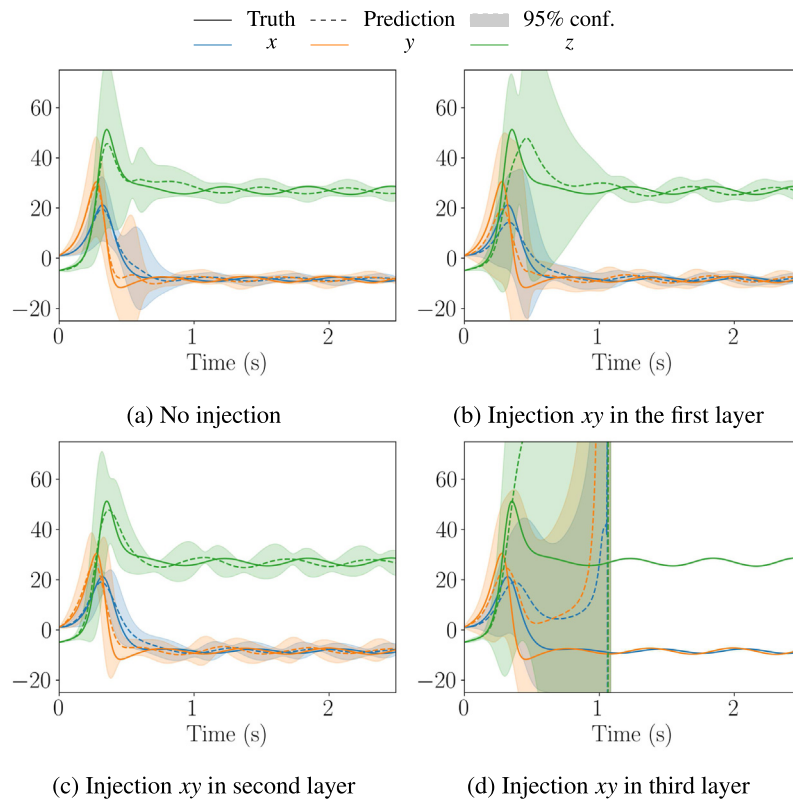 Truth Prediction 95% conf.
x y z
60
40
20
0
−20
0 1 2
Time (s)
(a) No injection
60
40
20
0
−20
0 1 2
Time (s)
(b) Injection xy in the first layer
60
40
20
0
−20
0 1 2
Time (s)
(c) Injection xy in second layer
60
40
20
0
−20
0 1 2
Time (s)
(d) Injection xy in third layer